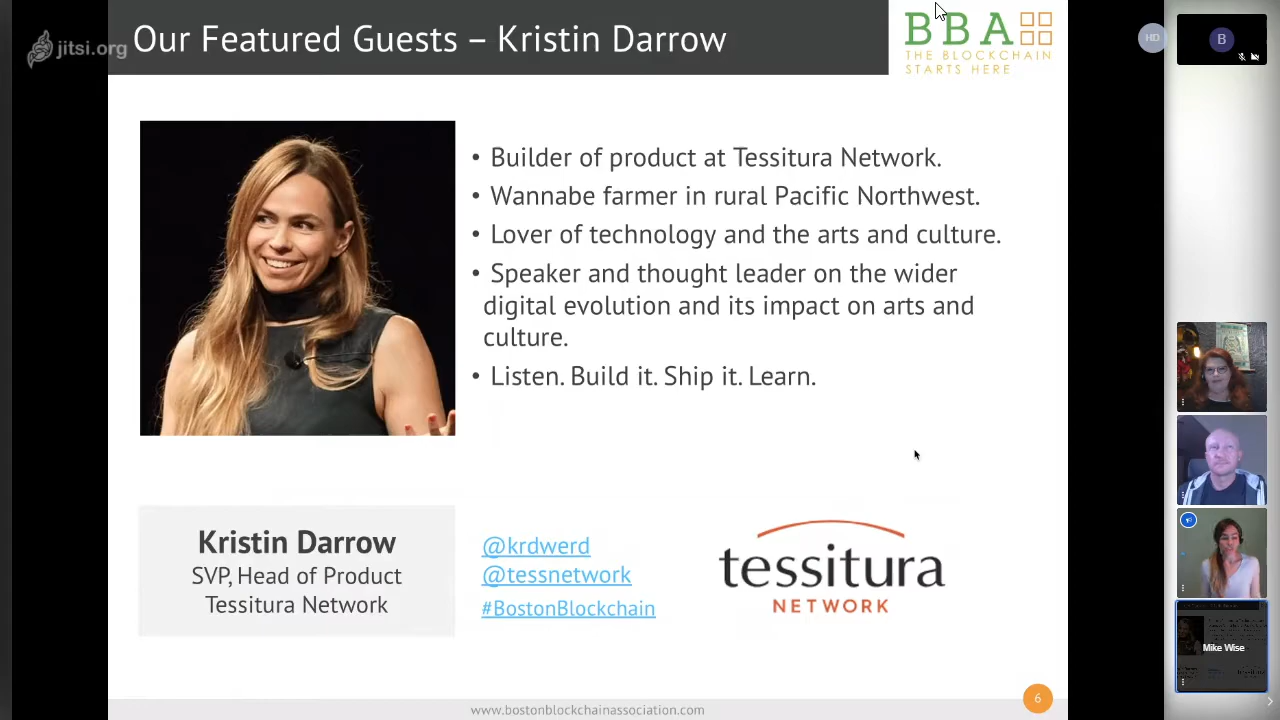 jitsi.org
Our Featured Guests – Kristin Darrow
BBA
THE BLOCKCHAIN
STARTS HERE
HD
B
• Builder of product at Tessitura Network.
• Wannabe farmer in rural Pacific Northwest.
• Lover of technology and the arts and culture.
• Speaker and thought leader on the wider
digital evolution and its impact on arts and
culture.
• Listen. Build it. Ship it. Learn.
Kristin Darrow
SVP, Head of Product
Tessitura Network
@krdwerd
@tessnetwork
#BostonBlockchain
tessitura
NETWORK
Mike Wise
6
www.bostonblockchainassociation.com